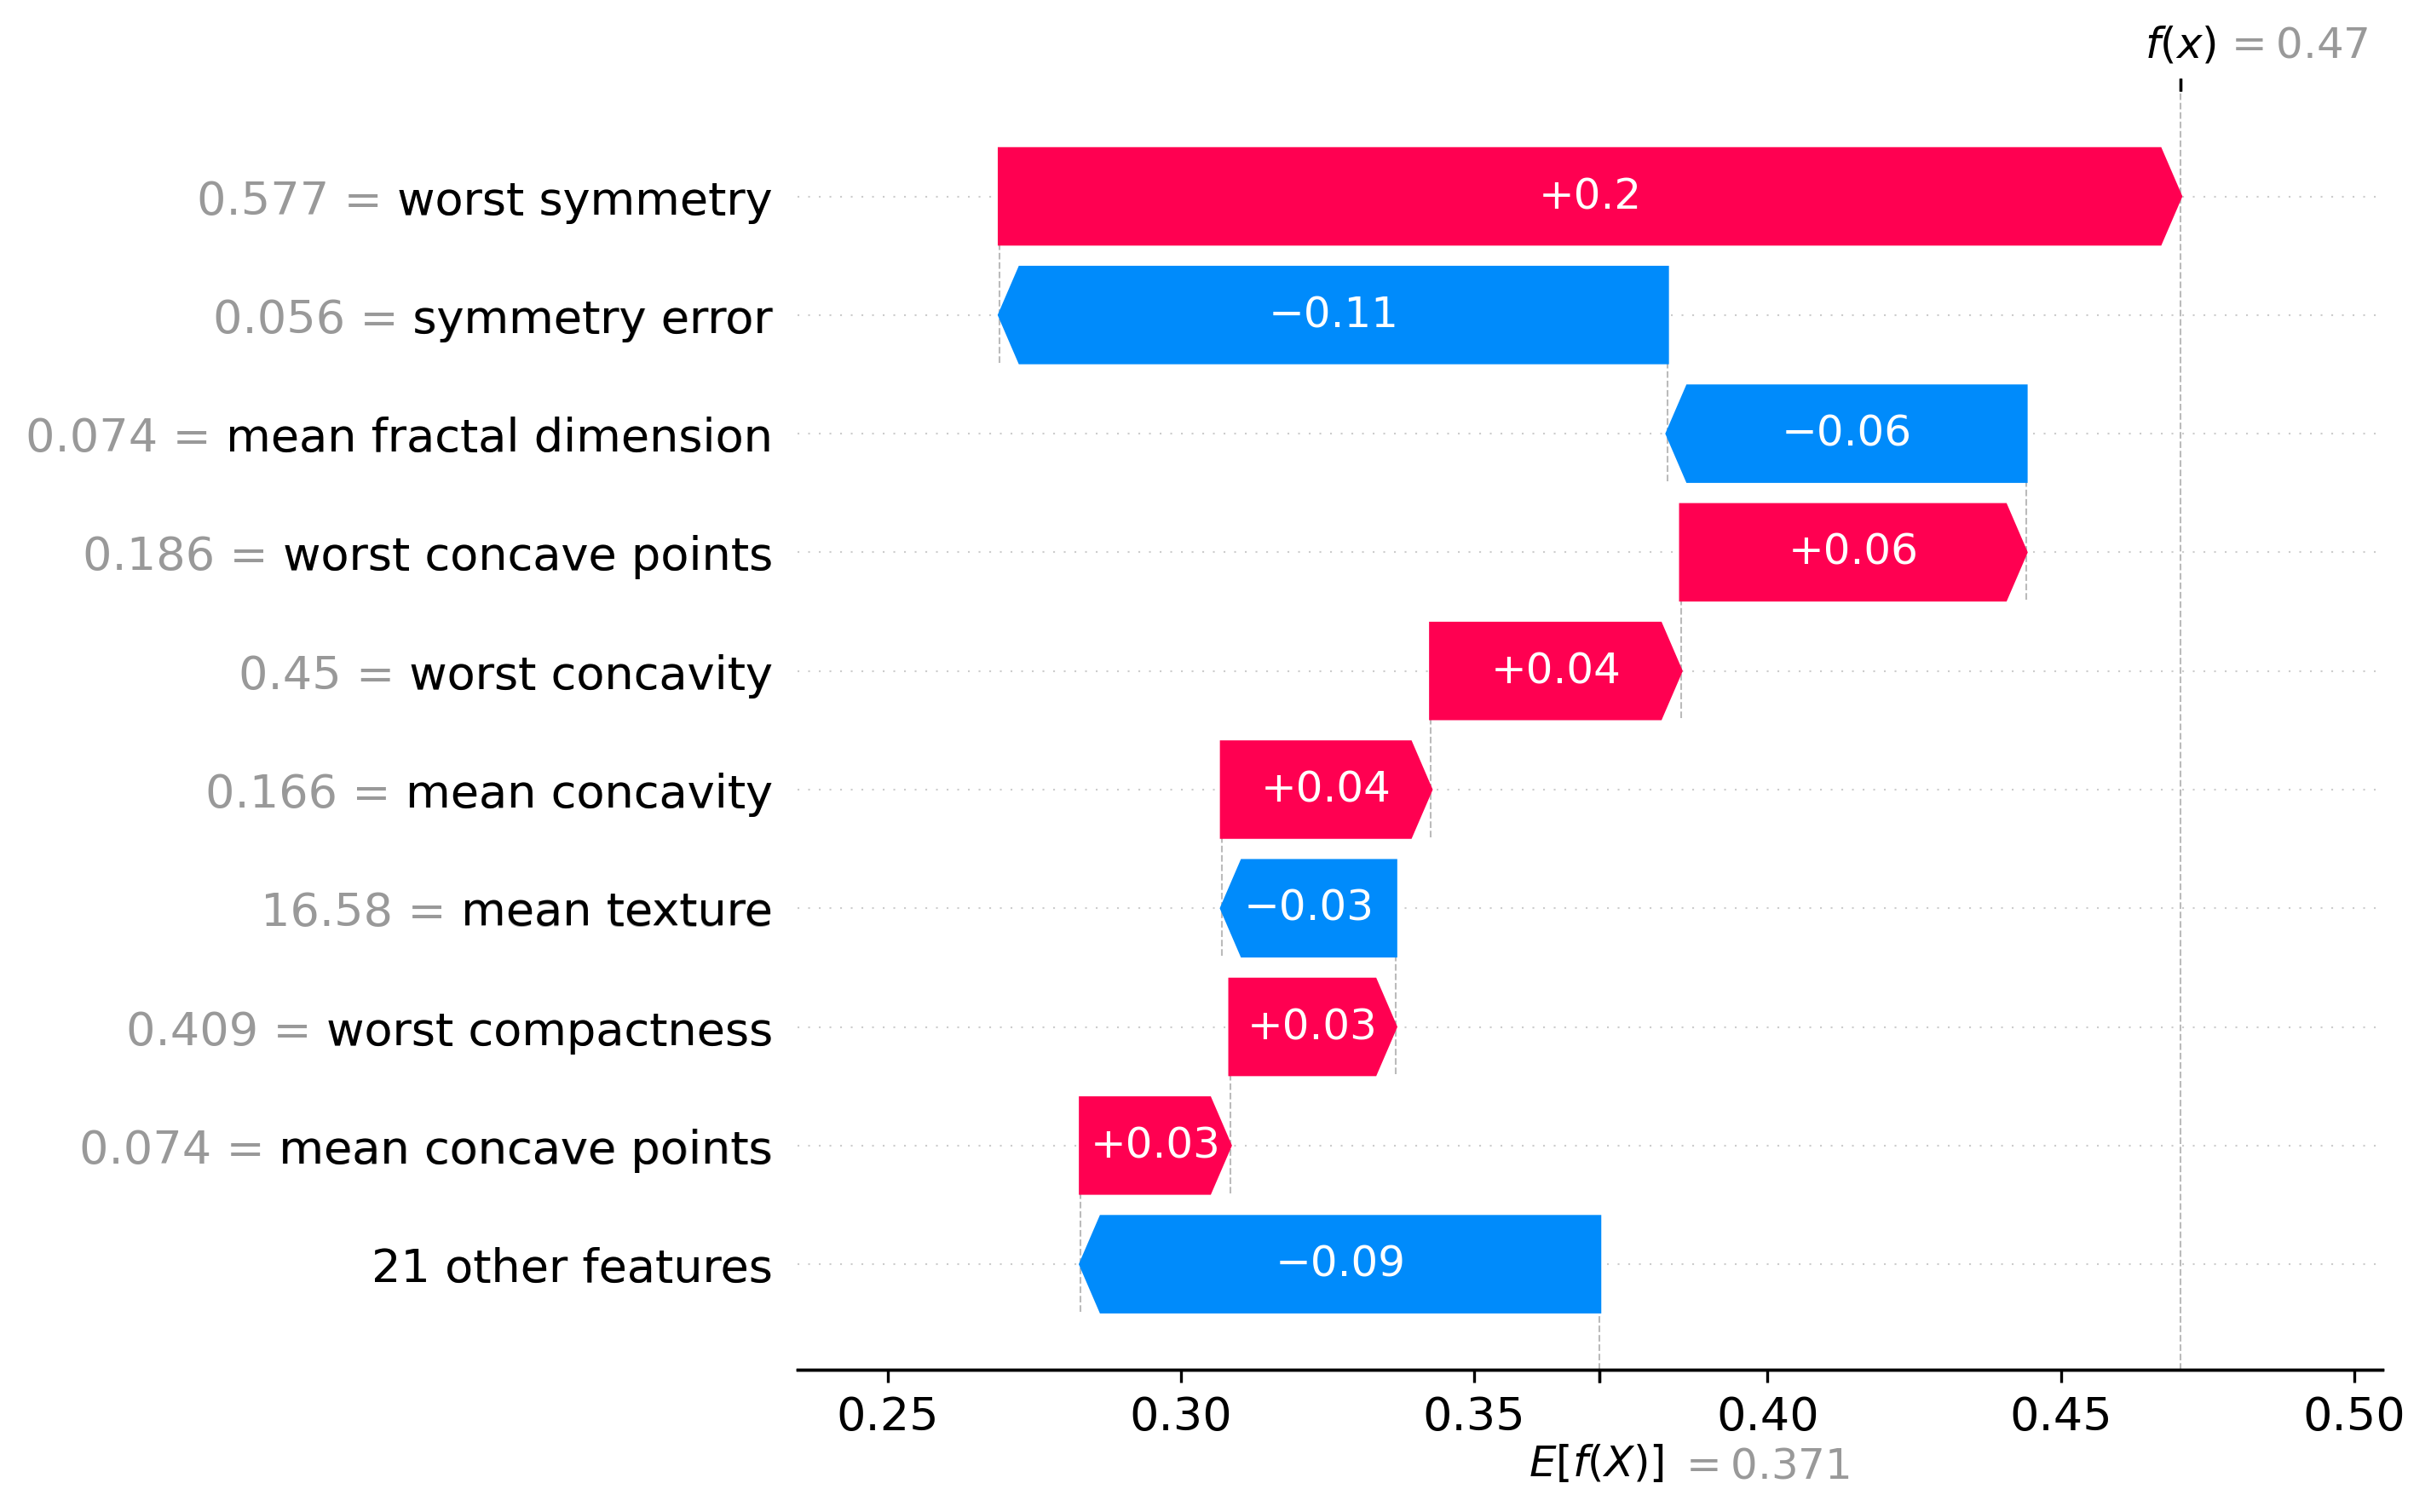 f(x) = 0.47
0.577 = worst symmetry +0.2
0.056 = symmetry error −0.11
0.074 = mean fractal dimension −0.06
0.186 = worst concave points +0.06
0.45 = worst concavity +0.04
0.166 = mean concavity +0.04
16.58 = mean texture −0.03
0.409 = worst compactness +0.03
0.074 = mean concave points +0.03
21 other features −0.09
0.25 0.30 0.35 0.40 0.45 0.50
E[f(X)] = 0.371